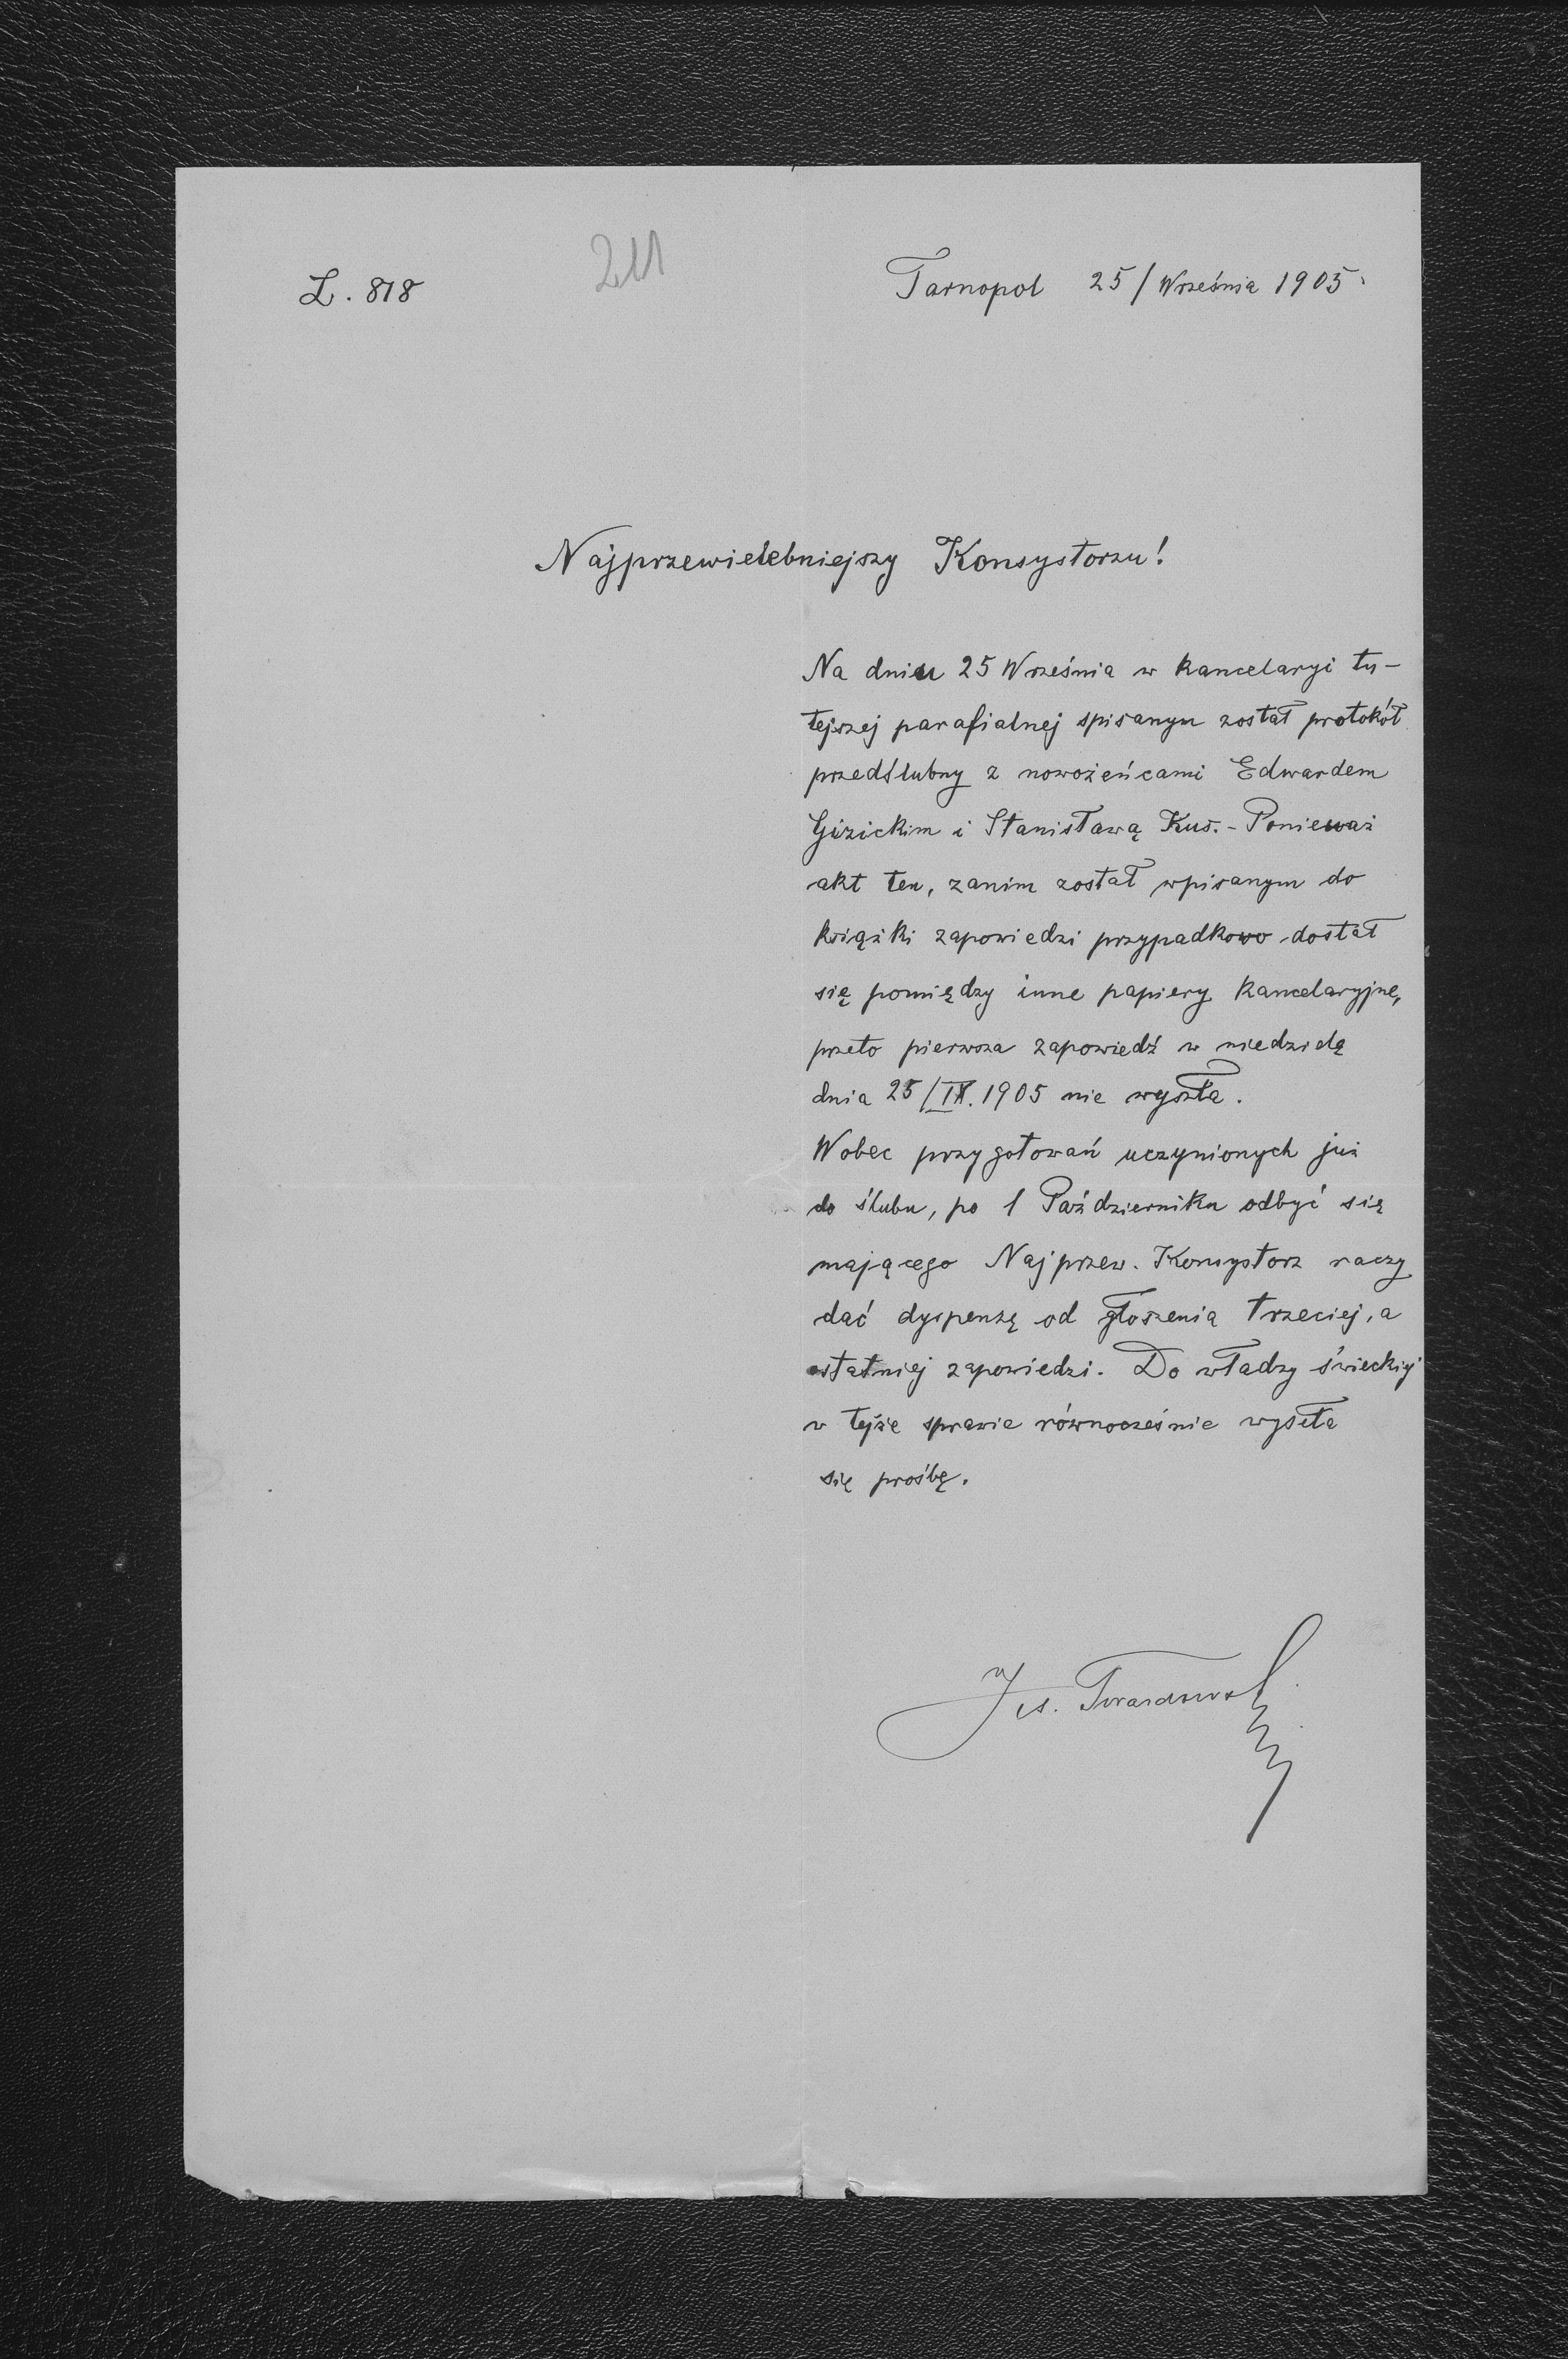 L. 818
211
Tarnopol 25/Września 1905.
Najprzewielebniejszy Konsystorzu!
Na dniu 25 Września w kancelaryi tu-
tejszej parafialnej spisanym został protokół
przedślubny z nowożeńcami Edwardem
Giżickim i Stanisławą Kuś. - Ponieważ
akt ten, zanim został wpisanym do
książki zapowiedzi przypadkowo dostał
się pomiędzy inne papiery kancelaryjne,
przeto pierwsza zapowiedź w niedzielę
dnia 25/IX. 1905 nie wyszła.
Wobec przygotowań uczynionych już
do ślubu, po 1 Października odbyć się
mającego Najprzew. Konsystorz raczy
dać dyspenzę od głoszenia trzeciej, a
ostatniej zapowiedzi. Do władzy świeckiej
w tejże sprawie równocześnie wyseła
się prośbę.
Twardowski